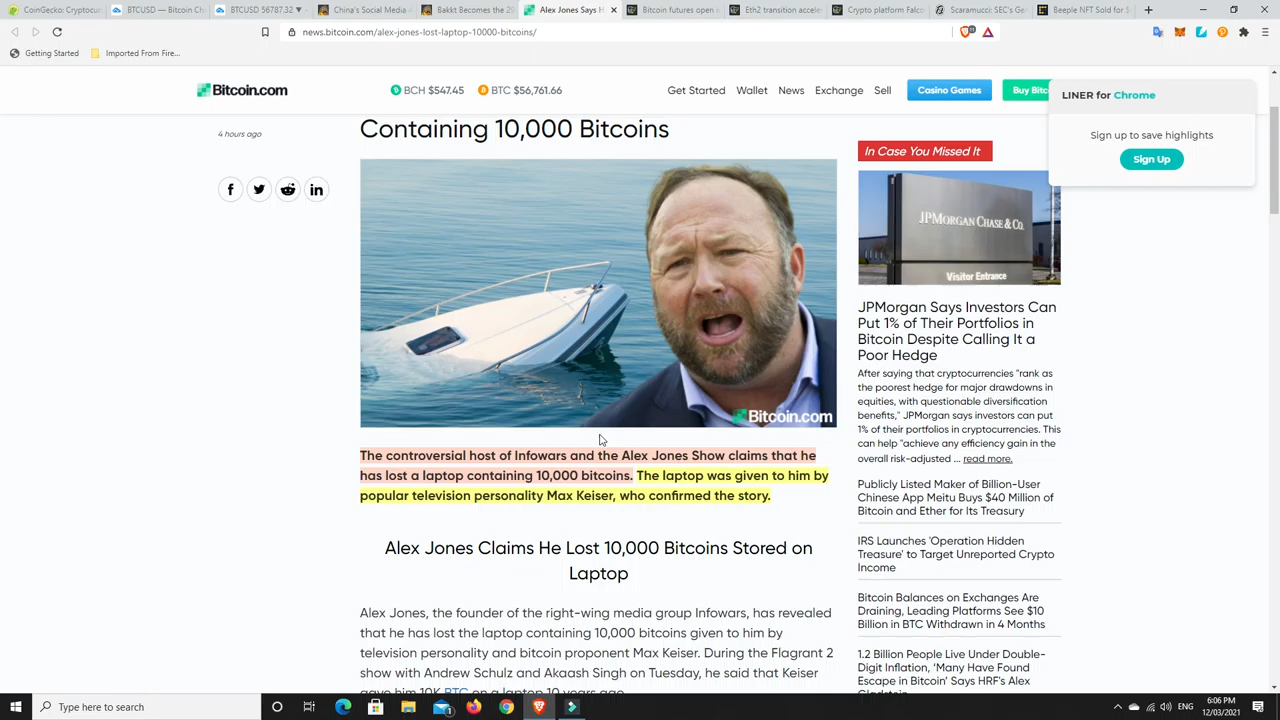 CoinGecko: Cryptocur
BTCUSD — Bitcoin Ch
BTCUSD 56787.32 ▼
China's Social Media
Bakkt Becomes the 29
Alex Jones Says H
Bitcoin futures open i
Eth2 transition accele
Crypto platform Falco
Scaramucci: SEC's Ge
Beeple NFT Sold for $
news.bitcoin.com/alex-jones-lost-laptop-10000-bitcoins/
Getting Started
Imported From Fire...
Bitcoin.com
BCH $547.45
BTC $56,761.66
Get Started
Wallet
News
Exchange
Sell
Casino Games
Buy Bitc
LINER for Chrome
Sign up to save highlights
Sign Up
4 hours ago
Containing 10,000 Bitcoins
Bitcoin.com
The controversial host of Infowars and the Alex Jones Show claims that he
has lost a laptop containing 10,000 bitcoins. The laptop was given to him by
popular television personality Max Keiser, who confirmed the story.
Alex Jones Claims He Lost 10,000 Bitcoins Stored on
Laptop
Alex Jones, the founder of the right-wing media group Infowars, has revealed
that he has lost the laptop containing 10,000 bitcoins given to him by
television personality and bitcoin proponent Max Keiser. During the Flagrant 2
show with Andrew Schulz and Akaash Singh on Tuesday, he said that Keiser
gave him 10K BTC on a laptop 10 years ago.
In Case You Missed It
JPMORGAN CHASE & CO.
Visitor Entrance
JPMorgan Says Investors Can
Put 1% of Their Portfolios in
Bitcoin Despite Calling It a
Poor Hedge
After saying that cryptocurrencies "rank as
the poorest hedge for major drawdowns in
equities, with questionable diversification
benefits," JPMorgan says investors can put
1% of their portfolios in cryptocurrencies. This
can help "achieve any efficiency gain in the
overall risk-adjusted ... read more.
Publicly Listed Maker of Billion-User
Chinese App Meitu Buys $40 Million of
Bitcoin and Ether for Its Treasury
IRS Launches 'Operation Hidden
Treasure' to Target Unreported Crypto
Income
Bitcoin Balances on Exchanges Are
Draining, Leading Platforms See $10
Billion in BTC Withdrawn in 4 Months
1.2 Billion People Live Under Double-
Digit Inflation, 'Many Have Found
Escape in Bitcoin' Says HRF's Alex
Gladstein
Type here to search
ENG
6:06 PM
12/03/2021